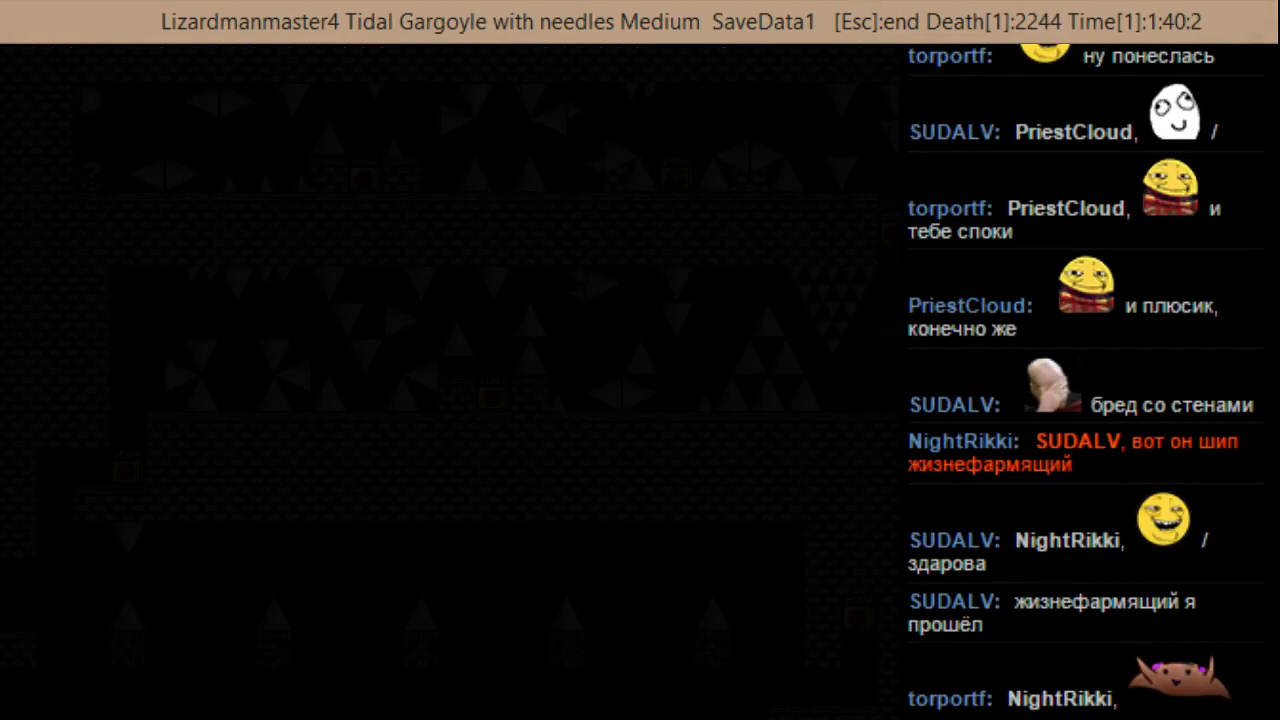 Lizardmanmaster4 Tidal Gargoyle with needles Medium SaveData1 [Esc]:end Death[1]:2244 Time[1]:1:40:2
torportf: ну понеслась
SUDALV: PriestCloud, /
torportf: PriestCloud, и
тебе споки
PriestCloud: и плюсик,
конечно же
SUDALV: бред со стенами
NightRikki: SUDALV, вот он шип
жизнефармящий
SUDALV: NightRikki, /
здарова
SUDALV: жизнефармящий я
прошёл
torportf: NightRikki,